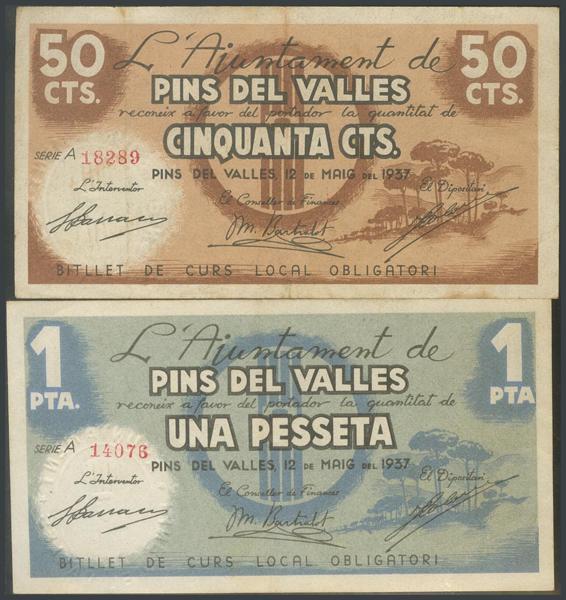 50 CTS.
L'Ajuntament de
50 CTS.
PINS DEL VALLES
reconeix a favor del portador la quantitat de
CINQUANTA CTS.
SERIE A 18289
PINS DEL VALLES, 12 DE MAIG DEL 1937
L'Interventor
El Conseller de Finances
El Dipositari
M. Bartralot
BITLLET DE CURS LOCAL OBLIGATORI
1 PTA.
L'Ajuntament de
1 PTA.
PINS DEL VALLES
reconeix a favor del portador la quantitat de
UNA PESSETA
SERIE A 14076
PINS DEL VALLES, 12 DE MAIG DEL 1937
L'Interventor
El Conseller de Finances
El Dipositari
M. Bartralot
BITLLET DE CURS LOCAL OBLIGATORI